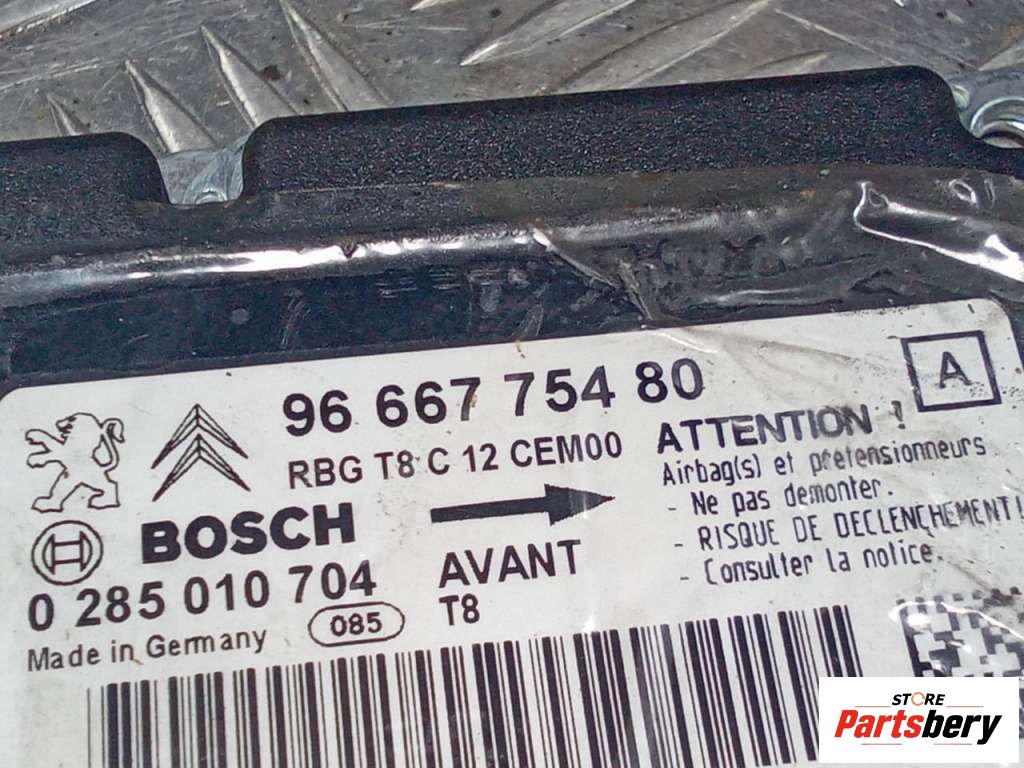 96 667 754 80
A
RBG T8 C 12 CEM00
ATTENTION !
Airbag(s) et pretensionneurs.
- Ne pas demonter.
- RISQUE DE DECLENCHEMENT!
- Consulter la notice.
BOSCH
0 285 010 704
AVANT
T8
085
Made in Germany
STORE
Partsbery